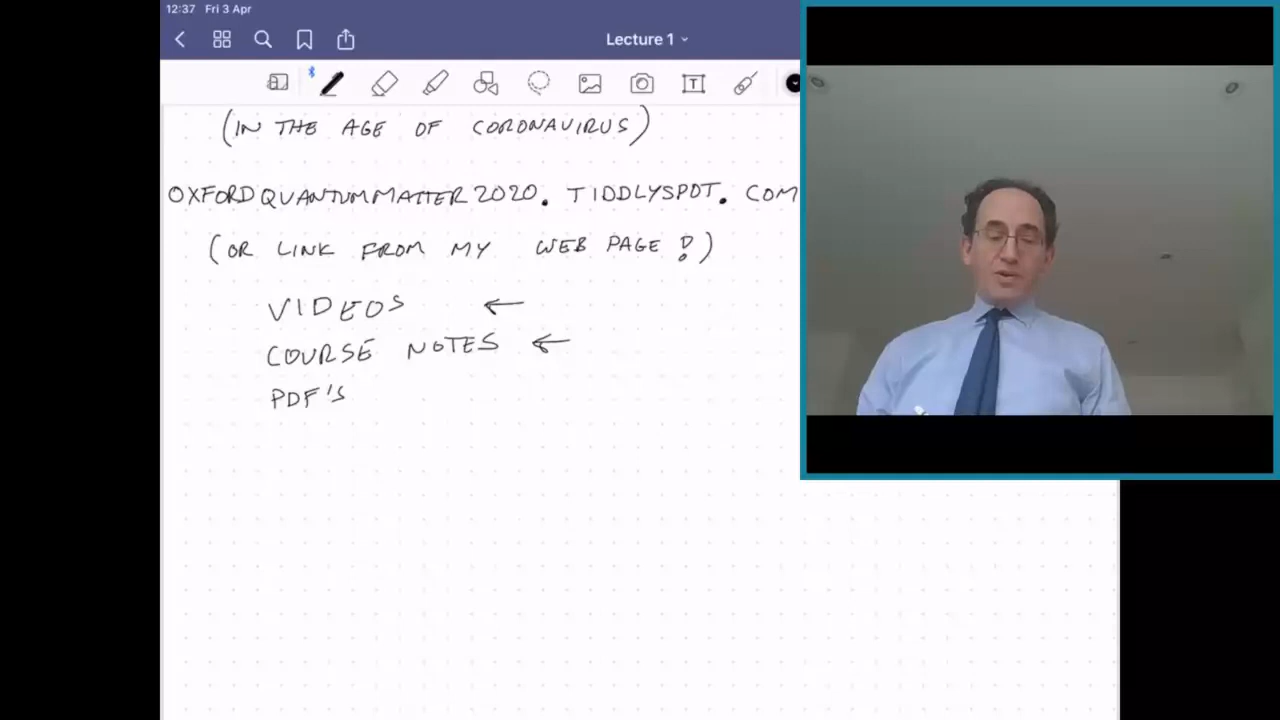 12:37 Fri 3 Apr
Lecture 1
T
(IN THE AGE OF CORONAVIRUS)
OXFORDQUANTUMMATTER2020. TIDDLYSPOT. COM
(OR LINK FROM MY WEB PAGE!)
VIDEOS ←
COURSE NOTES ←
PDF'S